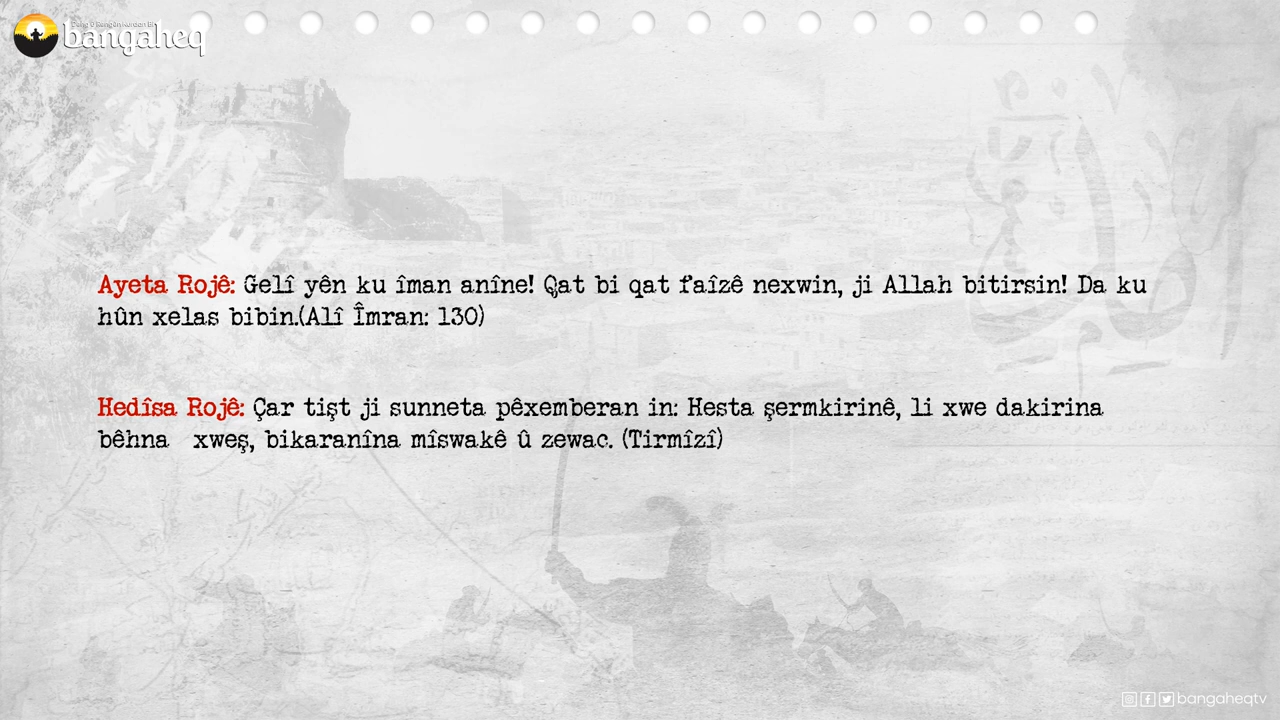 bangaheq
Ayeta Rojê: Gelî yên ku îman anîne! Qat bi qat faîzê nexwin, ji Allah bitirsin! Da ku
hûn xelas bibin.(Alî Îmran: 130)
Hedîsa Rojê: Çar tişt ji sunneta pêxemberan in: Hesta şermkirinê, li xwe dakirina
bêhna xweş, bikaranîna mîswakê û zewac. (Tirmîzî)
bangaheqtv